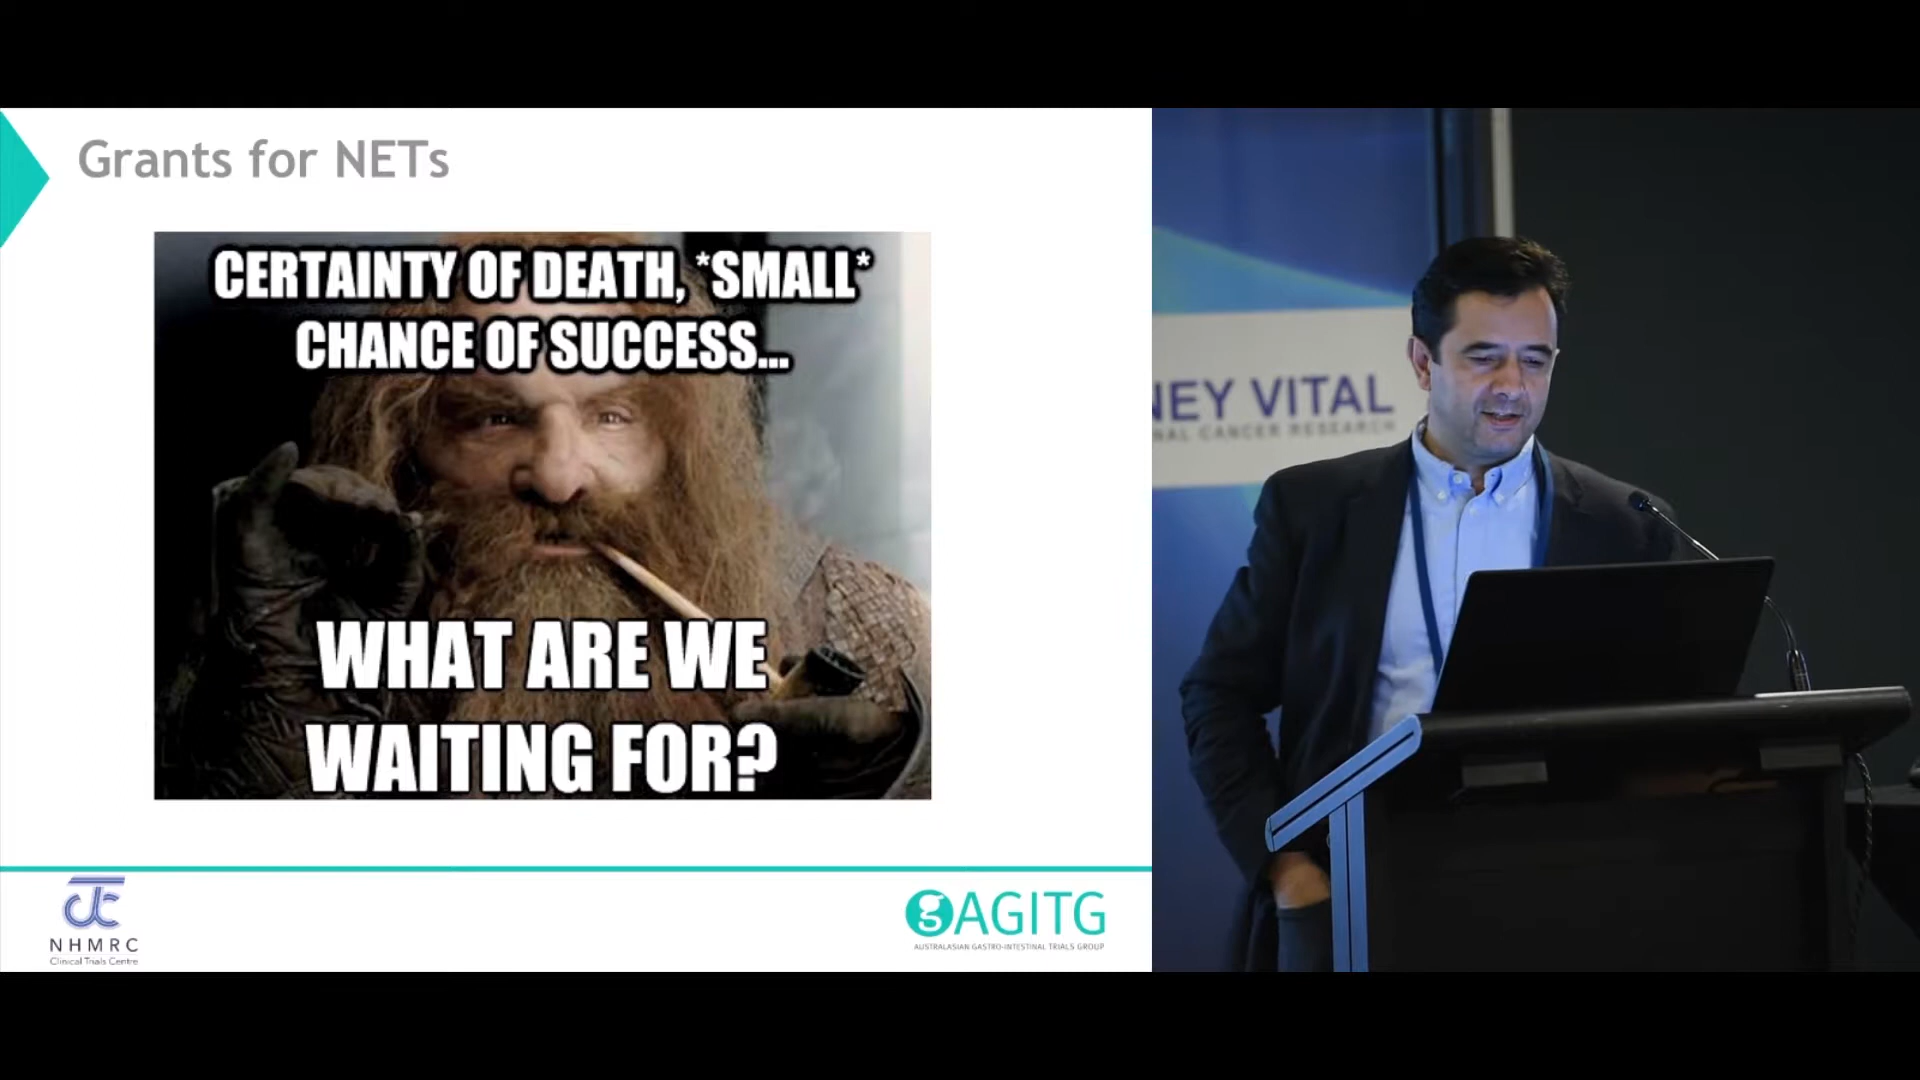 Grants for NETs
CERTAINTY OF DEATH, *SMALL*
CHANCE OF SUCCESS...
WHAT ARE WE
WAITING FOR?
NHMRC
Clinical Trials Centre
AGITG
AUSTRALASIAN GASTRO-INTESTINAL TRIALS GROUP
NEY VITAL
NAL CANCER RESEARCH